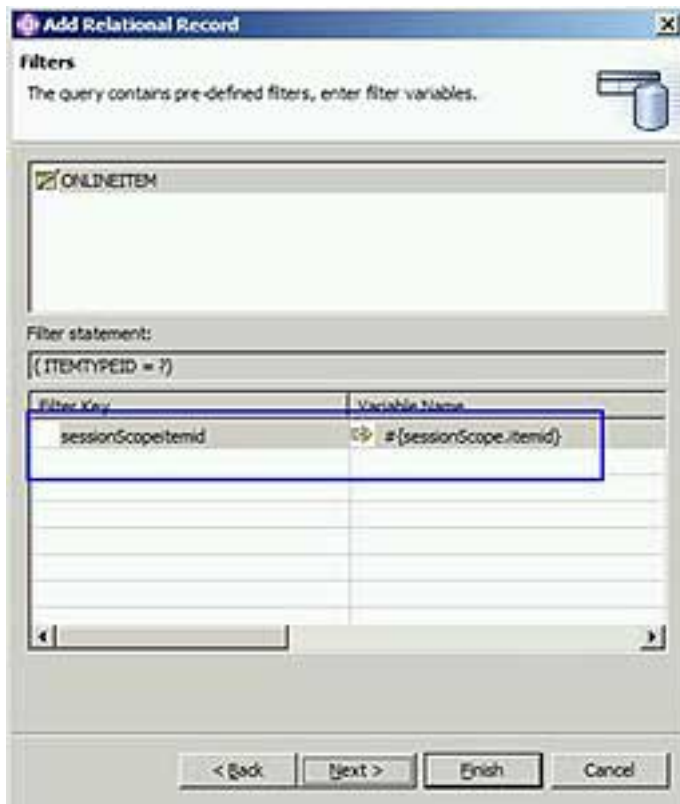 Add Relational Record
Filters
The query contains pre-defined filters, enter filter variables.
ONLINEITEM
Filter statement:
( ITEMTYPEID = ?)
Filter Key Variable Name
sessionScopeitemid #{sessionScope.itemid}
< Back Next > Finish Cancel